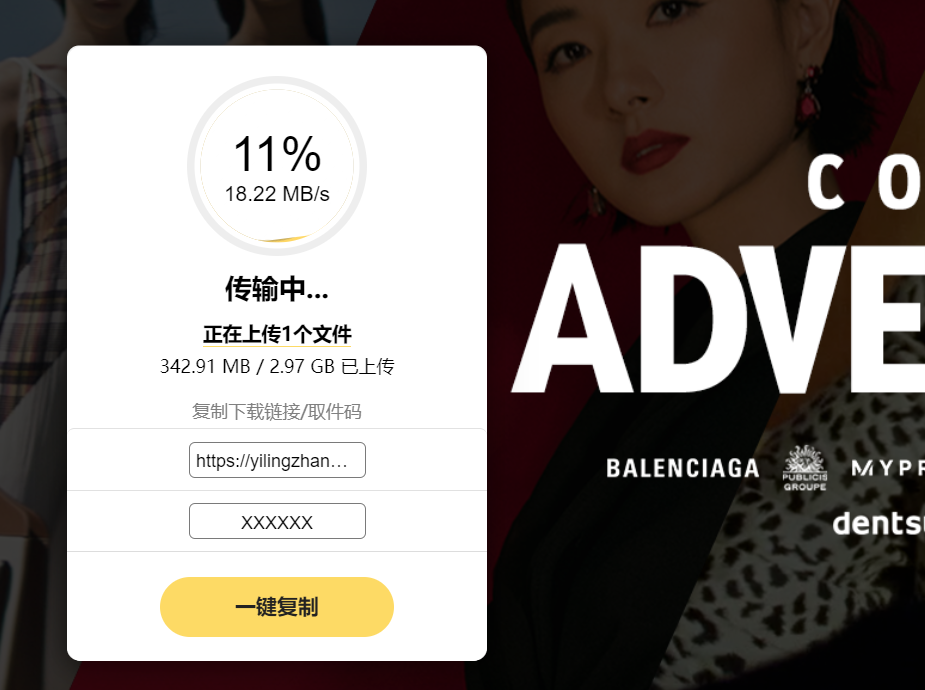 11%
18.22 MB/s
传输中...
正在上传1个文件
342.91 MB / 2.97 GB 已上传
复制下载链接/取件码
https://yilingzhan…
XXXXXX
一键复制
CO
ADVE
BALENCIAGA
PUBLICIS
GROUPE
MYPR
dentsu